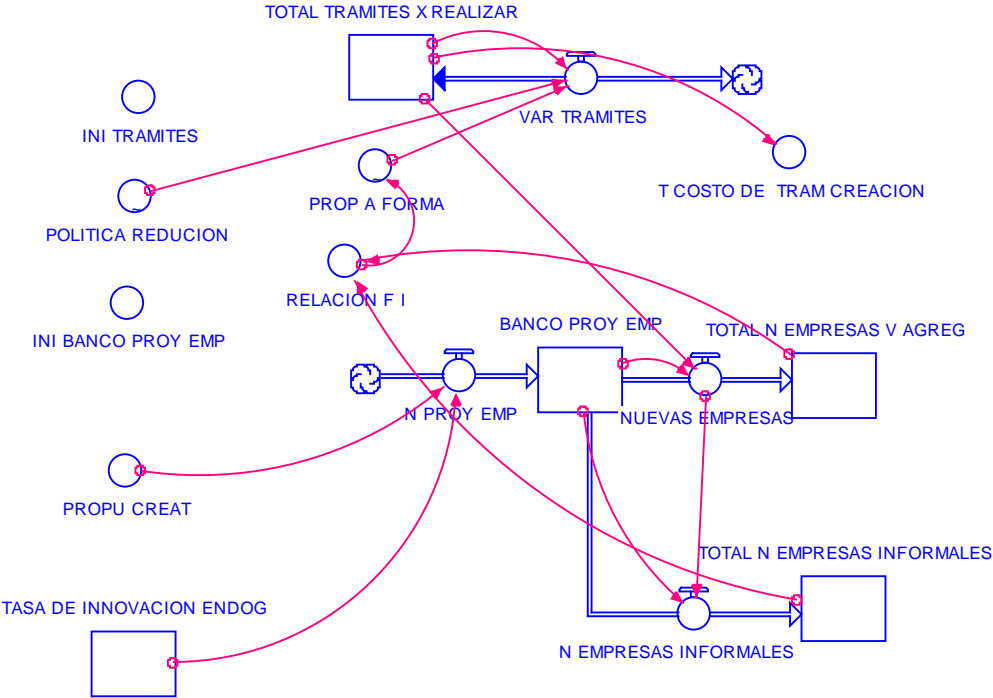 TOTAL TRAMITES X REALIZAR
VAR TRAMITES
INI TRAMITES
T COSTO DE TRAM CREACION
PROP A FORMA
POLITICA REDUCION
RELACION F I
INI BANCO PROY EMP
BANCO PROY EMP
TOTAL N EMPRESAS V AGREG
N PROY EMP
NUEVAS EMPRESAS
PROPU CREAT
TOTAL N EMPRESAS INFORMALES
TASA DE INNOVACION ENDOG
N EMPRESAS INFORMALES